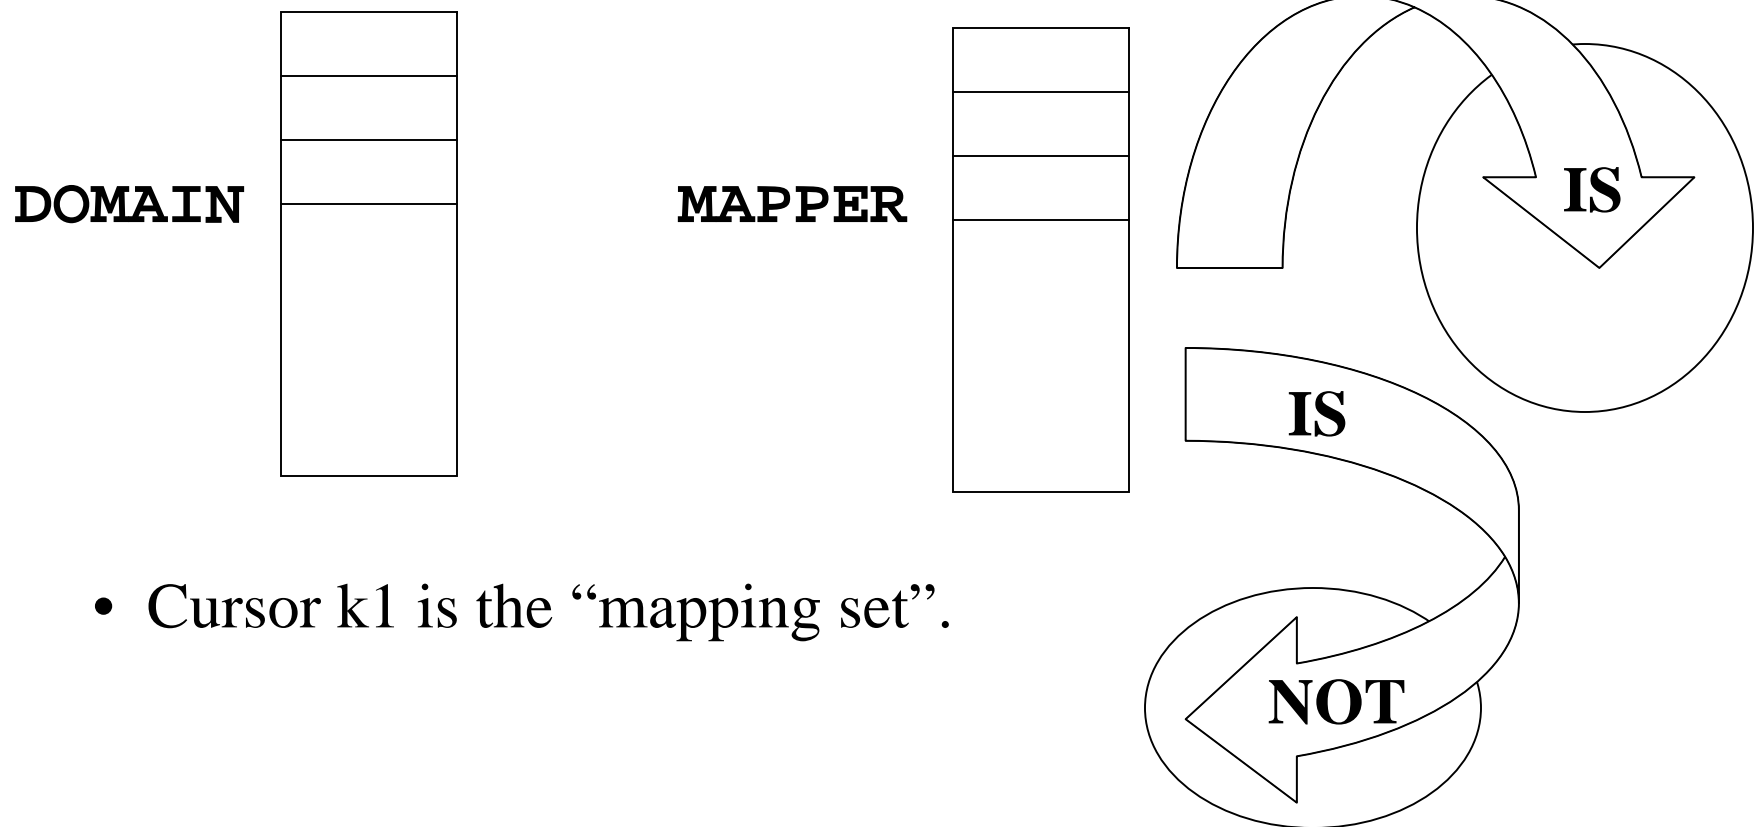 DOMAIN
MAPPER
IS
IS
• Cursor k1 is the “mapping set”.
NOT